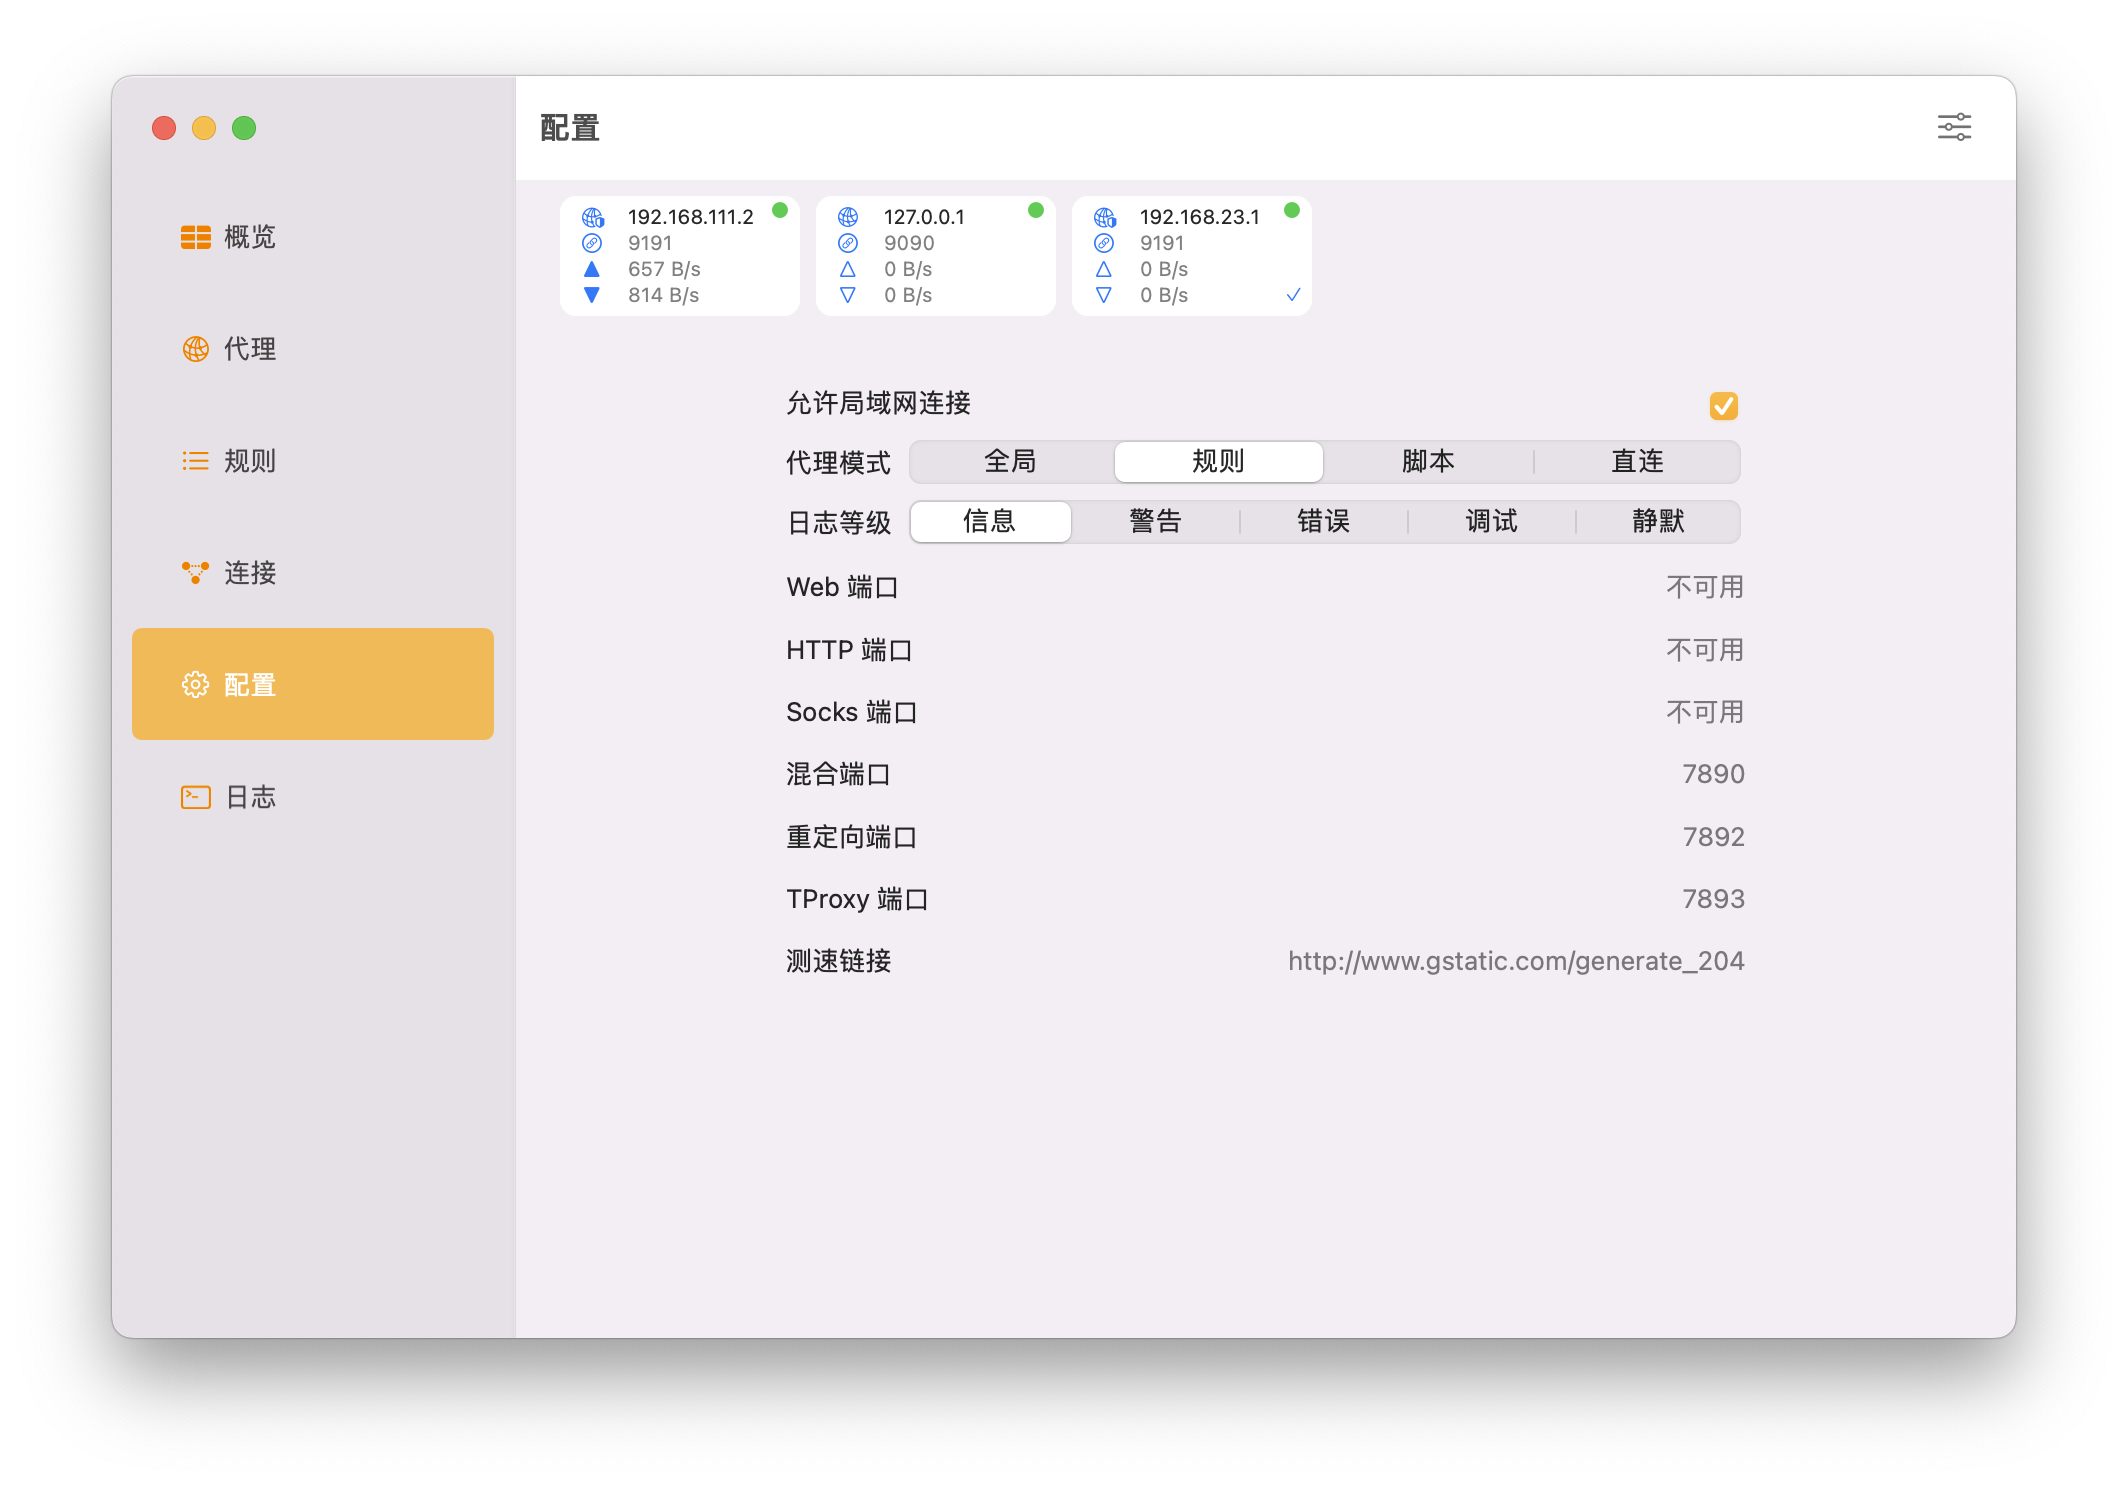 配置
概览
代理
规则
连接
配置
日志
192.168.111.2
9191
657 B/s
814 B/s
127.0.0.1
9090
0 B/s
0 B/s
192.168.23.1
9191
0 B/s
0 B/s
允许局域网连接
代理模式 全局 规则 脚本 直连
日志等级 信息 警告 错误 调试 静默
Web 端口 不可用
HTTP 端口 不可用
Socks 端口 不可用
混合端口 7890
重定向端口 7892
TProxy 端口 7893
测速链接 http://www.gstatic.com/generate_204